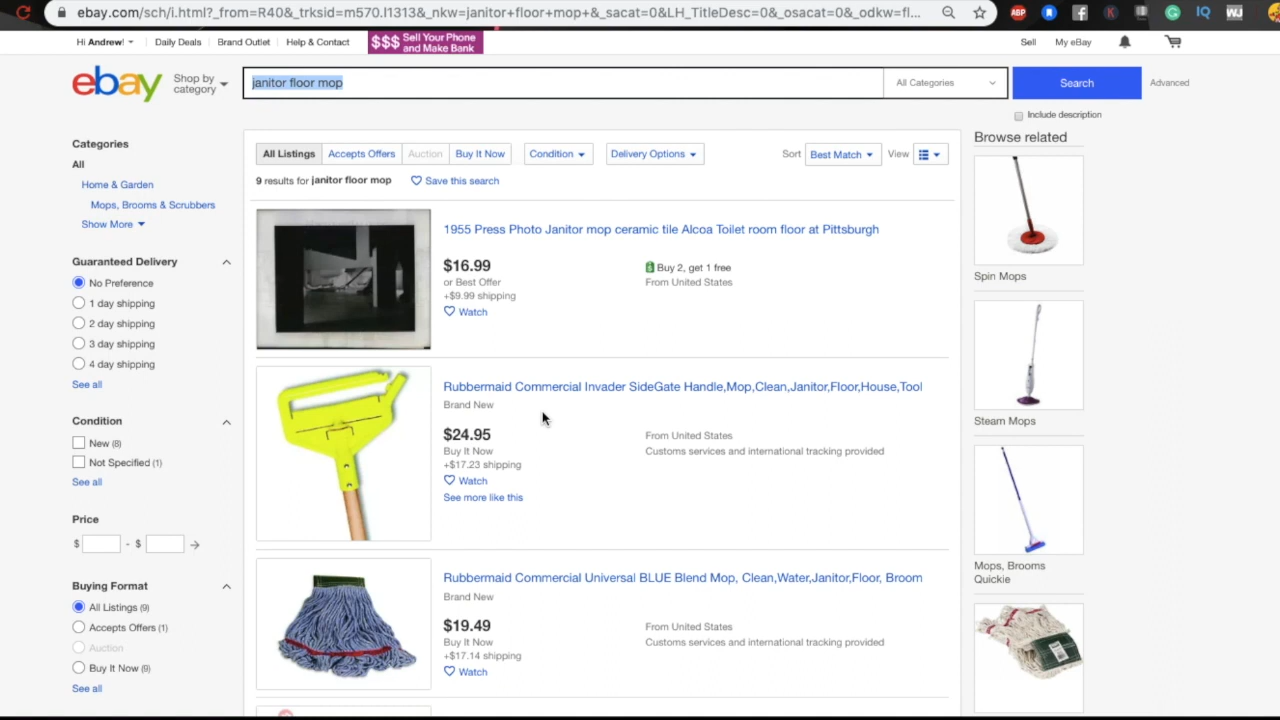 ebay.com/sch/i.html?_from=R40&_trksid=m570.l1313&_nkw=janitor+floor+mop+&_sacat=0&LH_TitleDesc=0&_osacat=0&_odkw=fl...
ABP
K
IQ
WJ
Hi Andrew!
Daily Deals
Brand Outlet
Help & Contact
$$$ Sell Your Phone
and Make Bank
Sell
My eBay
ebay
Shop by
category
janitor floor mop
All Categories
Search
Advanced
Include description
Categories
All
Home & Garden
Mops, Brooms & Scrubbers
Show More
Guaranteed Delivery
No Preference
1 day shipping
2 day shipping
3 day shipping
4 day shipping
See all
Condition
New (8)
Not Specified (1)
See all
Price
$ - $
Buying Format
All Listings (9)
Accepts Offers (1)
Auction
Buy It Now (9)
See all
All Listings
Accepts Offers
Auction
Buy It Now
Condition
Delivery Options
Sort
Best Match
View
9 results for janitor floor mop
Save this search
1955 Press Photo Janitor mop ceramic tile Alcoa Toilet room floor at Pittsburgh
$16.99
or Best Offer
+$9.99 shipping
Watch
Buy 2, get 1 free
From United States
Rubbermaid Commercial Invader SideGate Handle,Mop,Clean,Janitor,Floor,House,Tool
Brand New
$24.95
Buy It Now
+$17.23 shipping
Watch
See more like this
From United States
Customs services and international tracking provided
Rubbermaid Commercial Universal BLUE Blend Mop, Clean,Water,Janitor,Floor, Broom
Brand New
$19.49
Buy It Now
+$17.14 shipping
Watch
From United States
Customs services and international tracking provided
Browse related
Spin Mops
Steam Mops
Mops, Brooms
Quickie